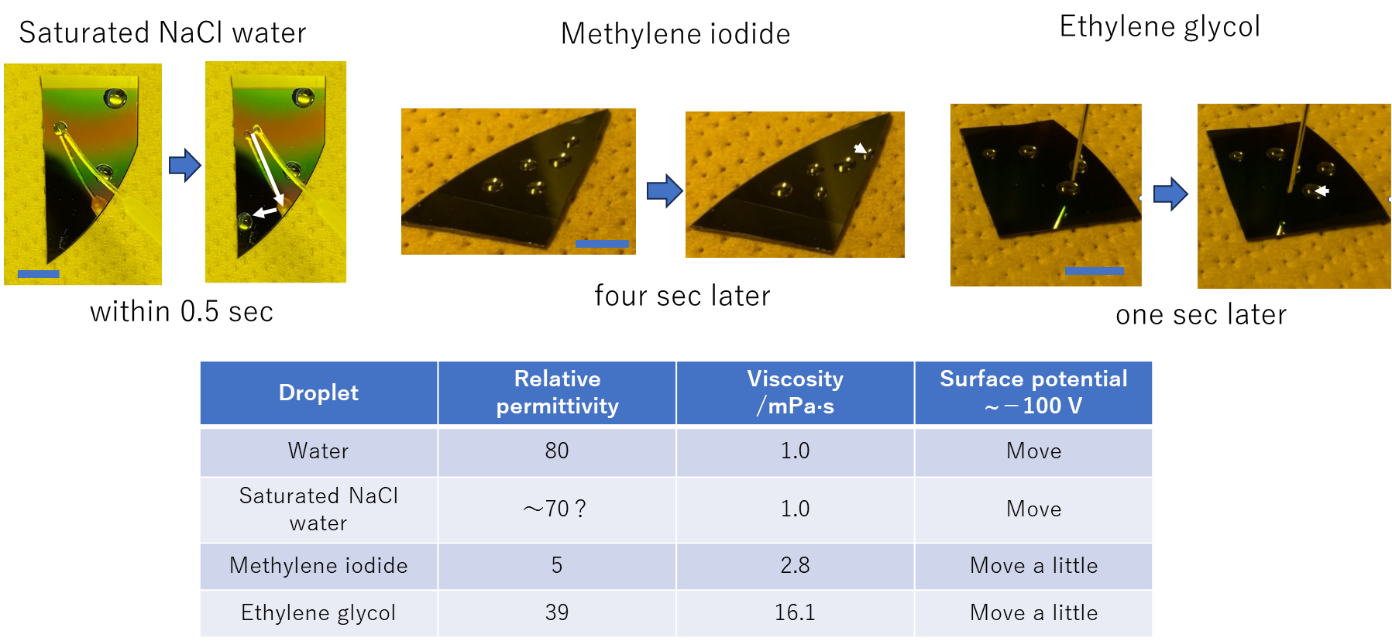 Saturated NaCl water
Methylene iodide
Ethylene glycol
within 0.5 sec
four sec later
one sec later
Droplet
Relative
permittivity
Viscosity
/mPa·s
Surface potential
~－100 V
Water
80
1.0
Move
Saturated NaCl
water
～70？
1.0
Move
Methylene iodide
5
2.8
Move a little
Ethylene glycol
39
16.1
Move a little